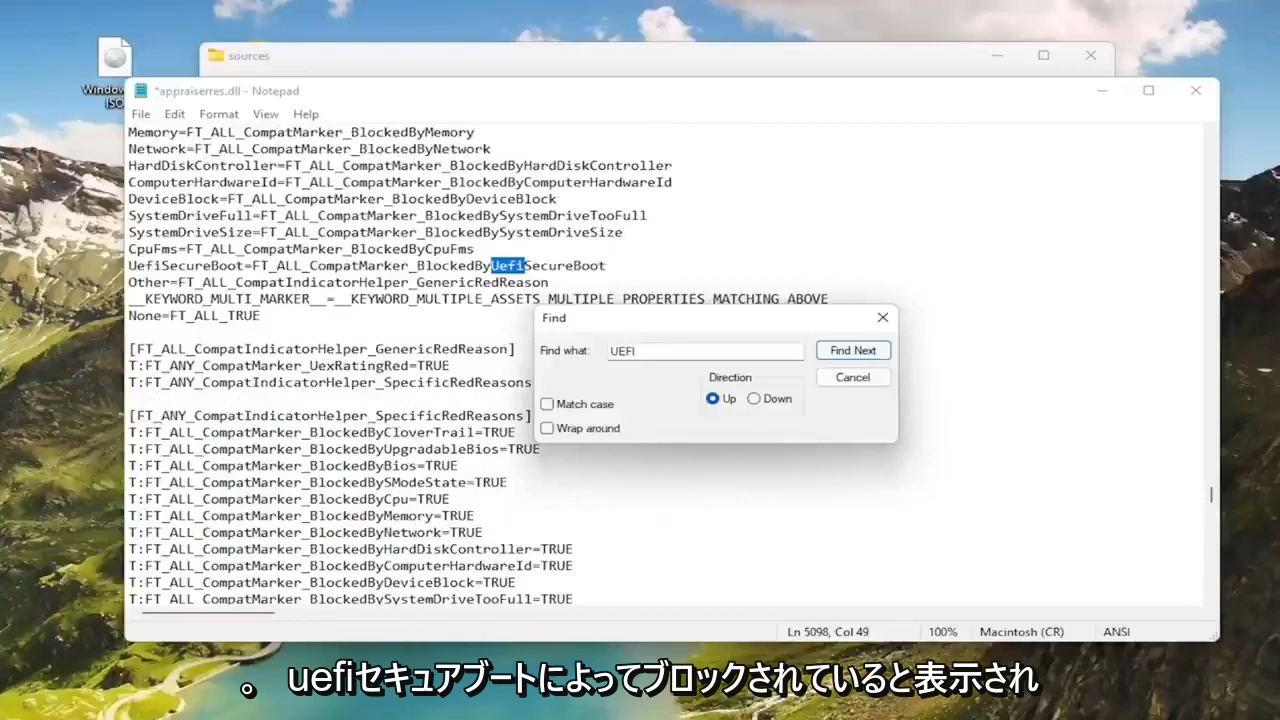 sources
Window
ISO
*appraiserres.dll - Notepad
File Edit Format View Help
Memory=FT_ALL_CompatMarker_BlockedByMemory
Network=FT_ALL_CompatMarker_BlockedByNetwork
HardDiskController=FT_ALL_CompatMarker_BlockedByHardDiskController
ComputerHardwareId=FT_ALL_CompatMarker_BlockedByComputerHardwareId
DeviceBlock=FT_ALL_CompatMarker_BlockedByDeviceBlock
SystemDriveFull=FT_ALL_CompatMarker_BlockedBySystemDriveTooFull
SystemDriveSize=FT_ALL_CompatMarker_BlockedBySystemDriveSize
CpuFms=FT_ALL_CompatMarker_BlockedByCpuFms
UefiSecureBoot=FT_ALL_CompatMarker_BlockedByUefiSecureBoot
Other=FT_ALL_CompatIndicatorHelper_GenericRedReason
__KEYWORD_MULTI_MARKER__=__KEYWORD_MULTIPLE_ASSETS_MULTIPLE_PROPERTIES_MATCHING_ABOVE
None=FT_ALL_TRUE
[FT_ALL_CompatIndicatorHelper_GenericRedReason]
T:FT_ANY_CompatMarker_UexRatingRed=TRUE
T:FT_ANY_CompatIndicatorHelper_SpecificRedReasons
[FT_ANY_CompatIndicatorHelper_SpecificRedReasons]
T:FT_ALL_CompatMarker_BlockedByCloverTrail=TRUE
T:FT_ALL_CompatMarker_BlockedByUpgradableBios=TRUE
T:FT_ALL_CompatMarker_BlockedByBios=TRUE
T:FT_ALL_CompatMarker_BlockedBySModeState=TRUE
T:FT_ALL_CompatMarker_BlockedByCpu=TRUE
T:FT_ALL_CompatMarker_BlockedByMemory=TRUE
T:FT_ALL_CompatMarker_BlockedByNetwork=TRUE
T:FT_ALL_CompatMarker_BlockedByHardDiskController=TRUE
T:FT_ALL_CompatMarker_BlockedByComputerHardwareId=TRUE
T:FT_ALL_CompatMarker_BlockedByDeviceBlock=TRUE
T:FT_ALL_CompatMarker_BlockedBySystemDriveTooFull=TRUE
Find
Find what: UEFI Find Next
Direction Cancel
Up Down
Match case
Wrap around
Ln 5098, Col 49 100% Macintosh (CR) ANSI
。 uefiセキュアブートによってブロックされていると表示され